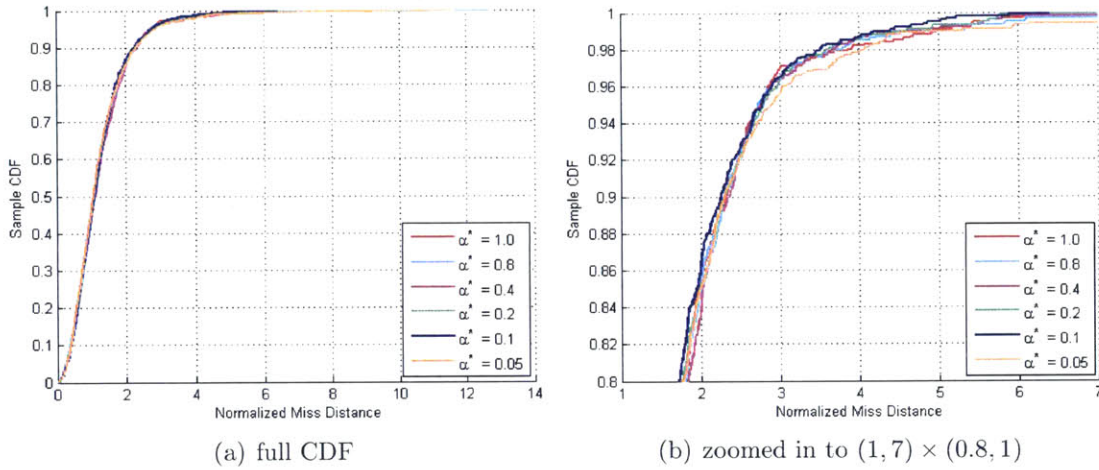 1
0.9
0.8
0.7
0.6
0.5
0.4
0.3
0.2
0.1
0
Sample CDF
0 2 4 6 8 10 12 14
Normalized Miss Distance
α* = 1.0
α* = 0.8
α* = 0.4
α* = 0.2
α* = 0.1
α* = 0.05
(a) full CDF
1
0.98
0.96
0.94
0.92
0.9
0.88
0.86
0.84
0.82
0.8
Sample CDF
1 2 3 4 5 6 7
Normalized Miss Distance
α* = 1.0
α* = 0.8
α* = 0.4
α* = 0.2
α* = 0.1
α* = 0.05
(b) zoomed in to (1, 7) × (0.8, 1)